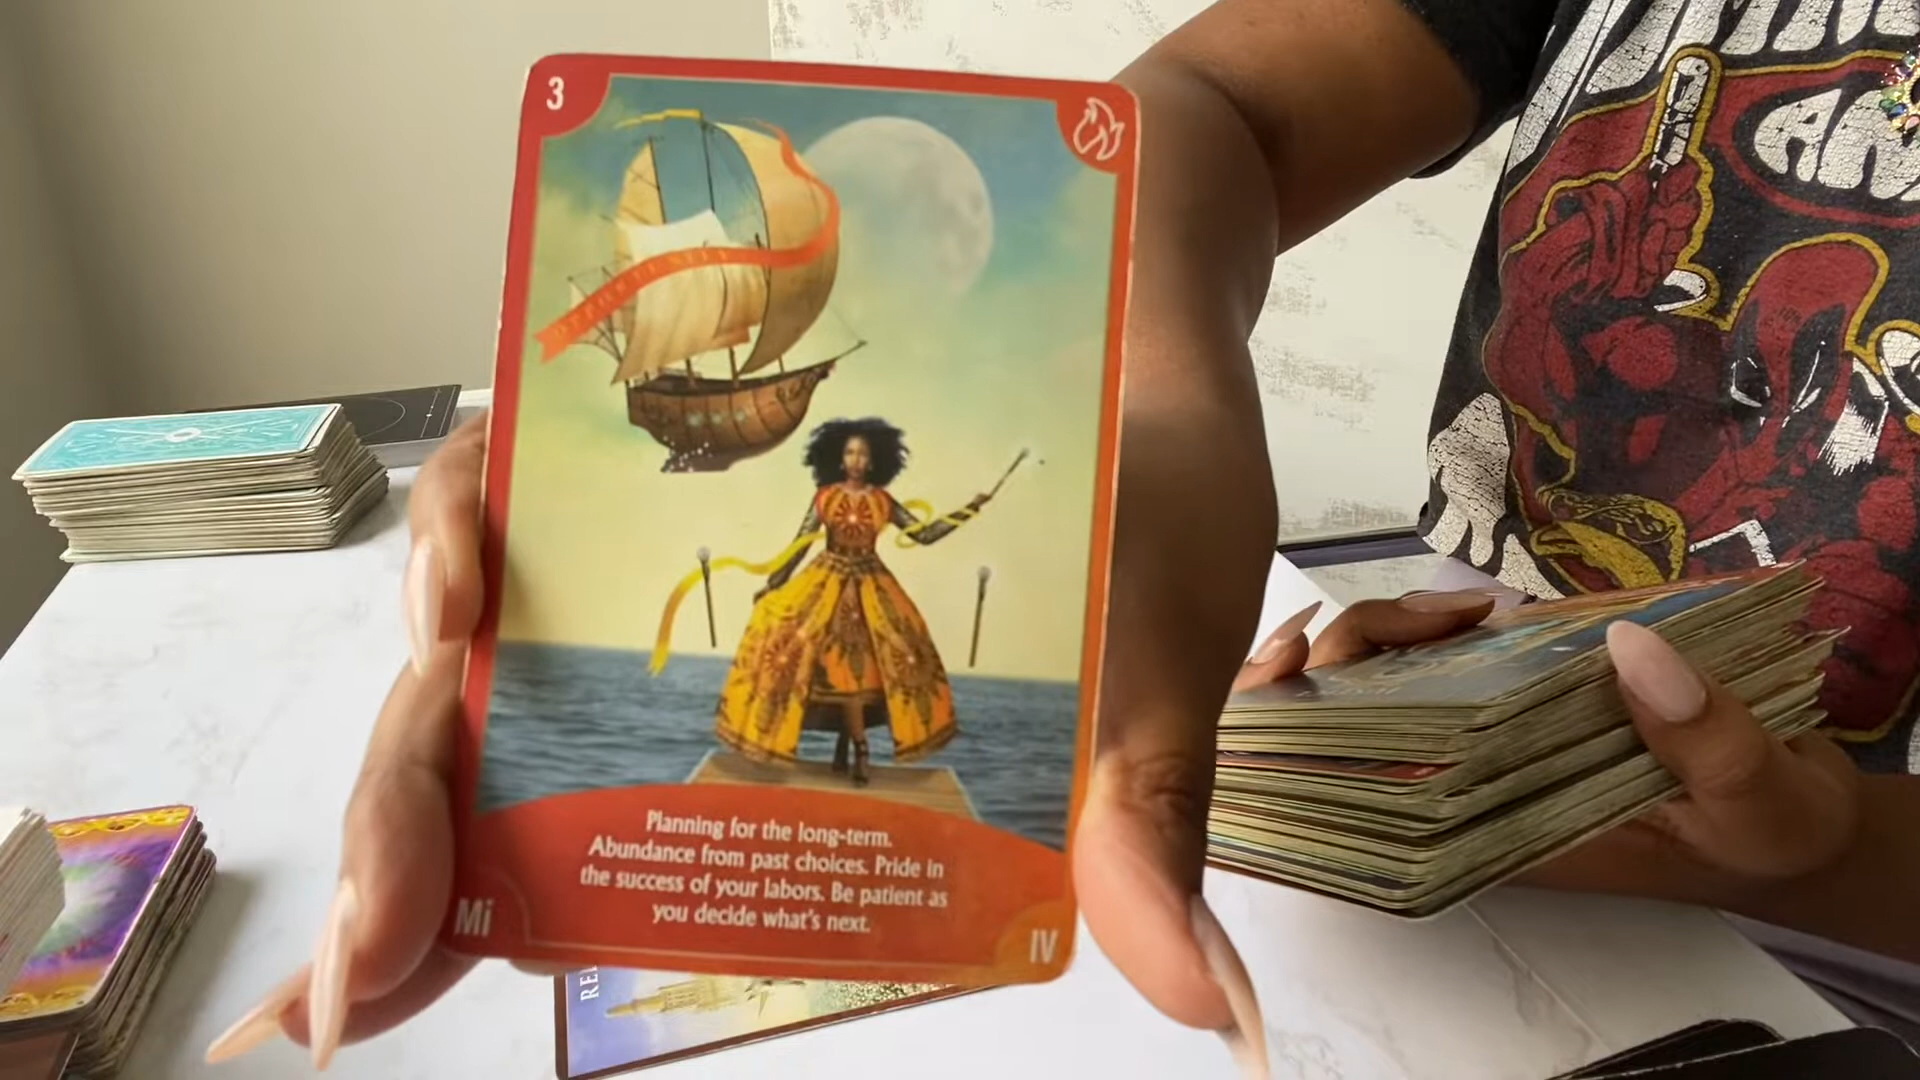 3
Planning for the long-term.
Abundance from past choices. Pride in
the success of your labors. Be patient as
you decide what's next.
Mi
IV